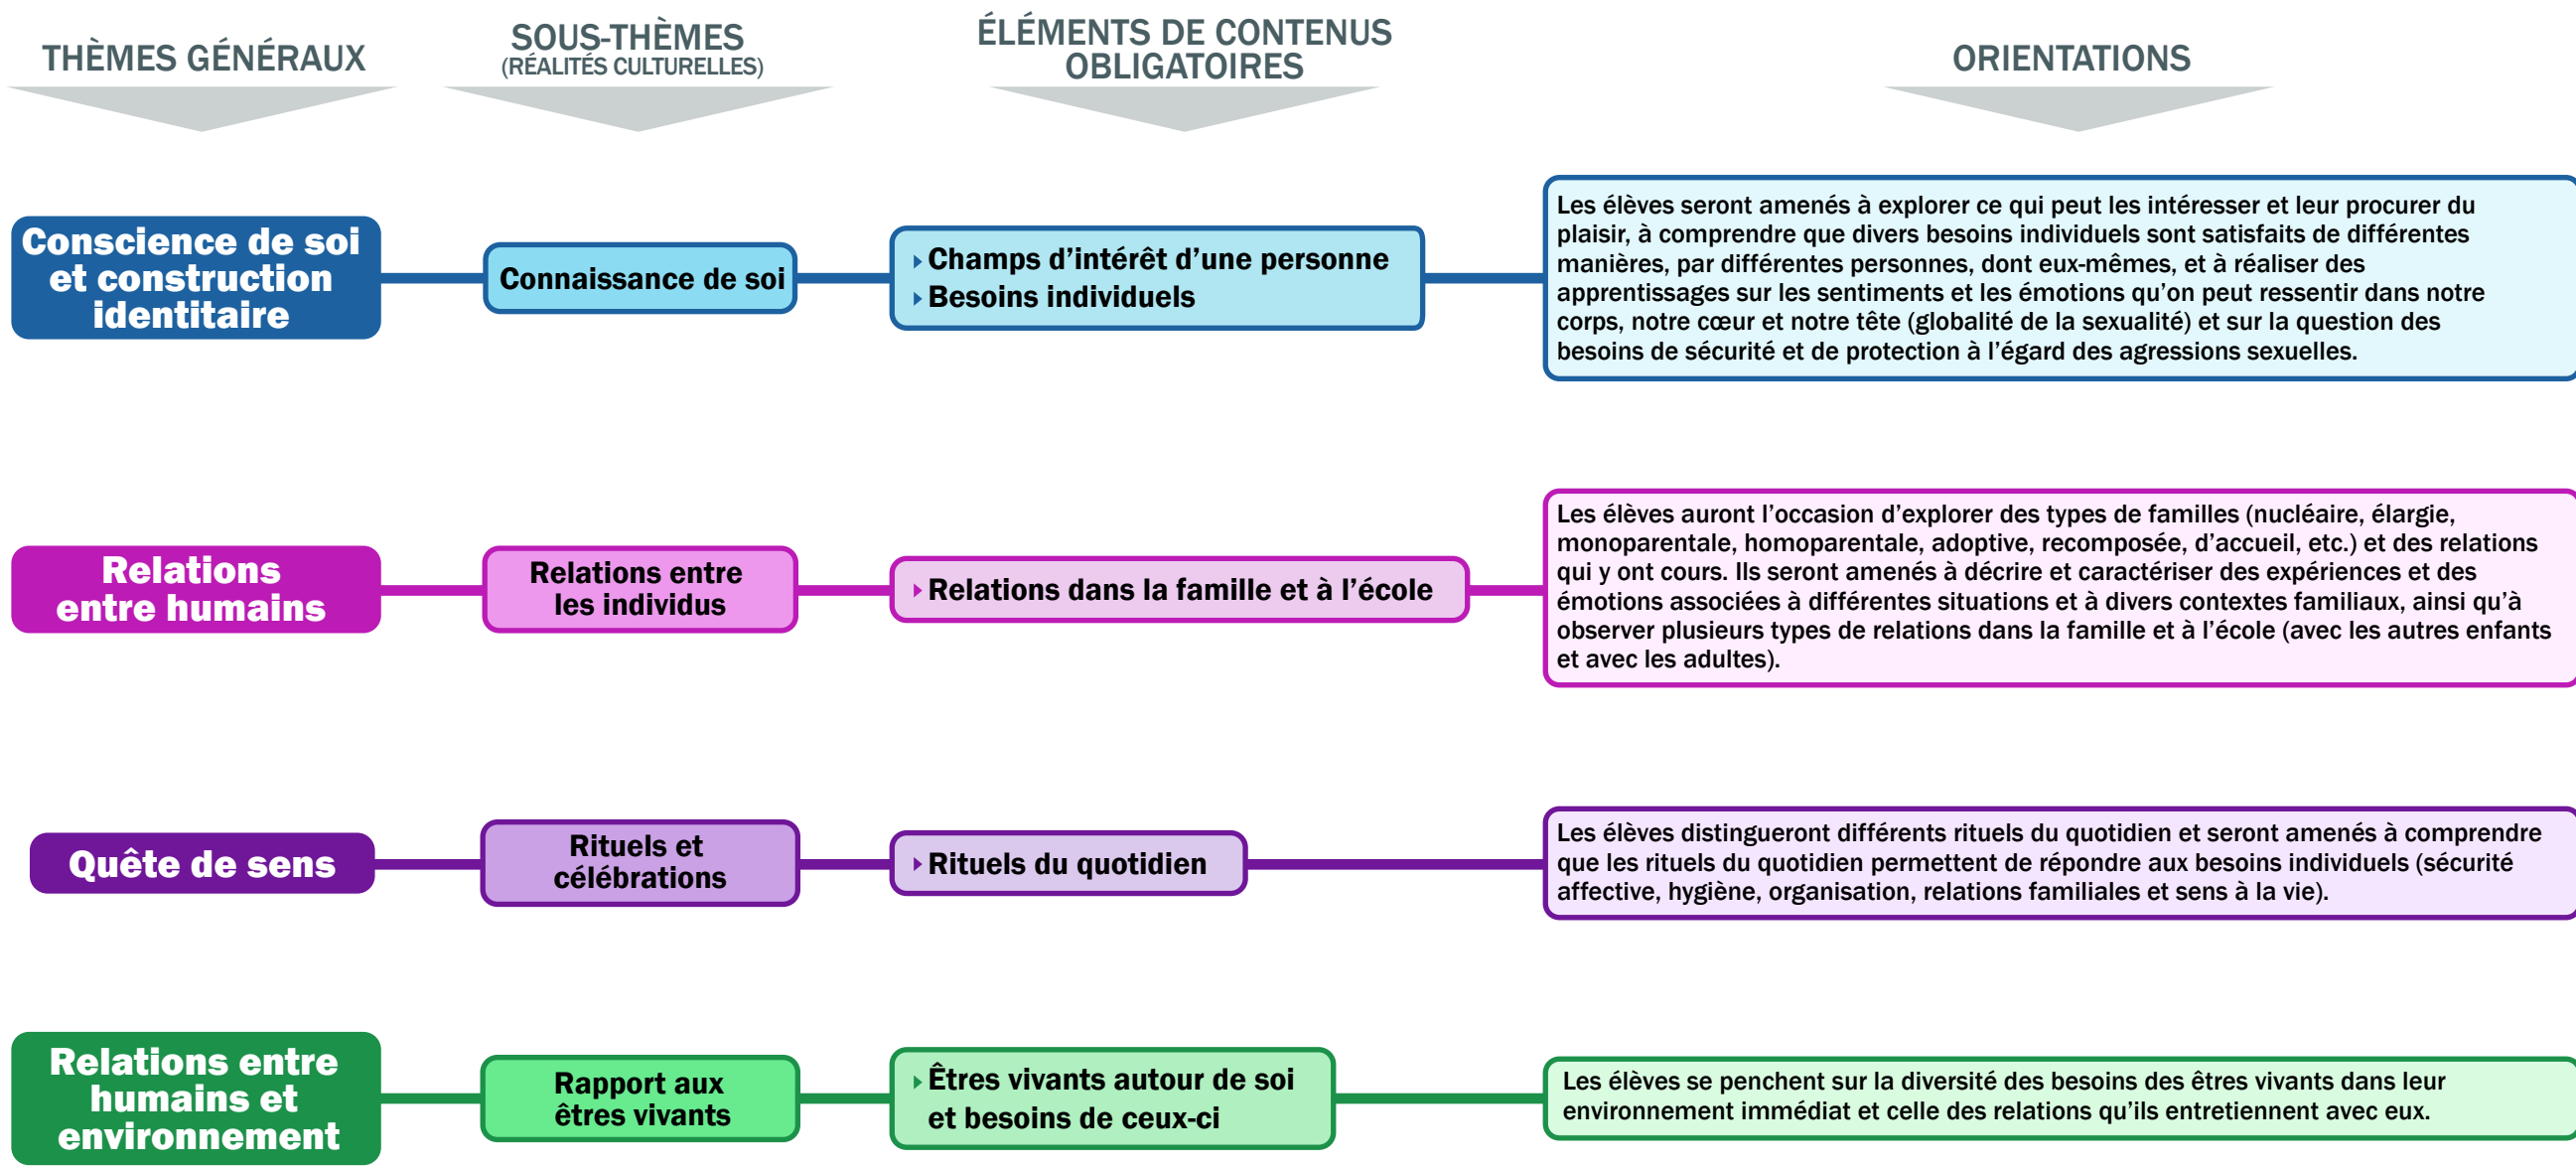 THÈMES GÉNÉRAUX
SOUS-THÈMES
(RÉALITÉS CULTURELLES)
ÉLÉMENTS DE CONTENUS
OBLIGATOIRES
ORIENTATIONS
Conscience de soi
et construction
identitaire
Connaissance de soi
Champs d’intérêt d’une personne
Besoins individuels
Les élèves seront amenés à explorer ce qui peut les intéresser et leur procurer du
plaisir, à comprendre que divers besoins individuels sont satisfaits de différentes
manières, par différentes personnes, dont eux-mêmes, et à réaliser des
apprentissages sur les sentiments et les émotions qu’on peut ressentir dans notre
corps, notre cœur et notre tête (globalité de la sexualité) et sur la question des
besoins de sécurité et de protection à l’égard des agressions sexuelles.
Relations
entre humains
Relations entre
les individus
Relations dans la famille et à l’école
Les élèves auront l’occasion d’explorer des types de familles (nucléaire, élargie,
monoparentale, homoparentale, adoptive, recomposée, d’accueil, etc.) et des relations
qui y ont cours. Ils seront amenés à décrire et caractériser des expériences et des
émotions associées à différentes situations et à divers contextes familiaux, ainsi qu’à
observer plusieurs types de relations dans la famille et à l’école (avec les autres enfants
et avec les adultes).
Quête de sens
Rituels et
célébrations
Rituels du quotidien
Les élèves distingueront différents rituels du quotidien et seront amenés à comprendre
que les rituels du quotidien permettent de répondre aux besoins individuels (sécurité
affective, hygiène, organisation, relations familiales et sens à la vie).
Relations entre
humains et
environnement
Rapport aux
êtres vivants
Êtres vivants autour de soi
et besoins de ceux-ci
Les élèves se penchent sur la diversité des besoins des êtres vivants dans leur
environnement immédiat et celle des relations qu’ils entretiennent avec eux.